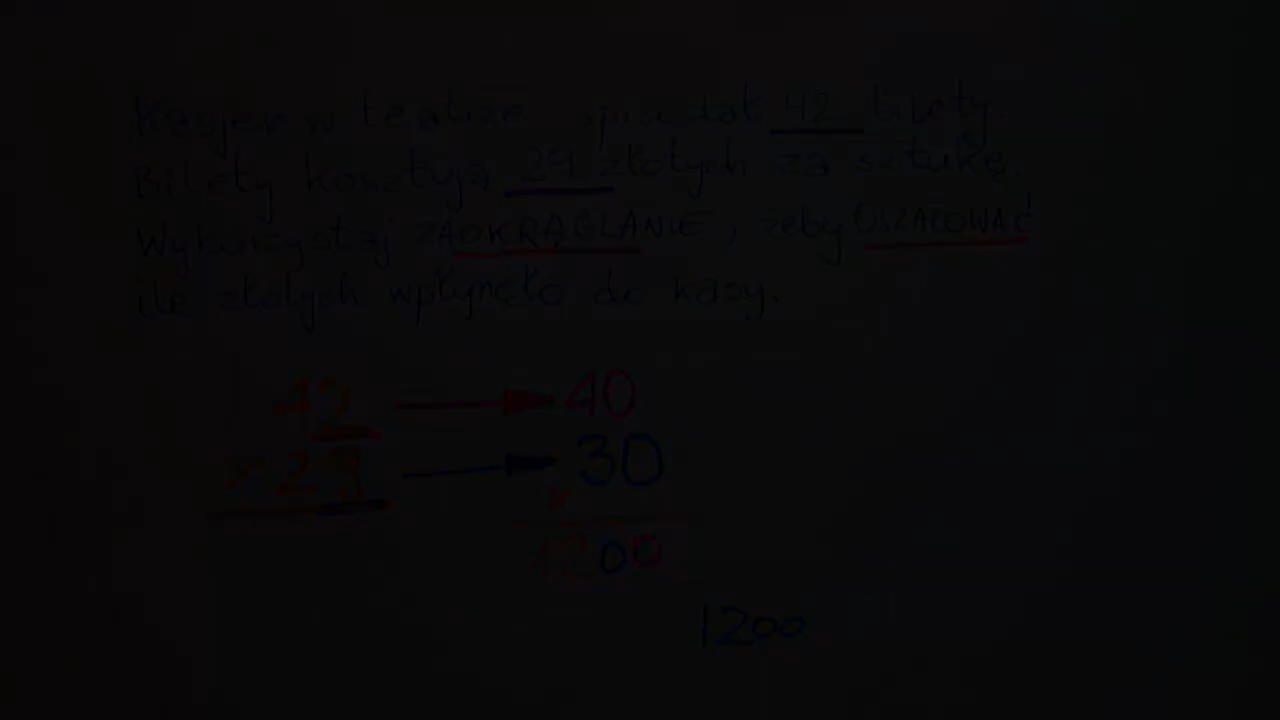 Kasjer w teatrze sprzedał 42 bilety.
Bilety kosztują 29 złotych za sztukę.
Wykorzystaj ZAOKRĄGLANIE, żeby OSZACOWAĆ
ile złotych wpłynęło do kasy.
42 → 40
× 29 → 30
×
1200
1200